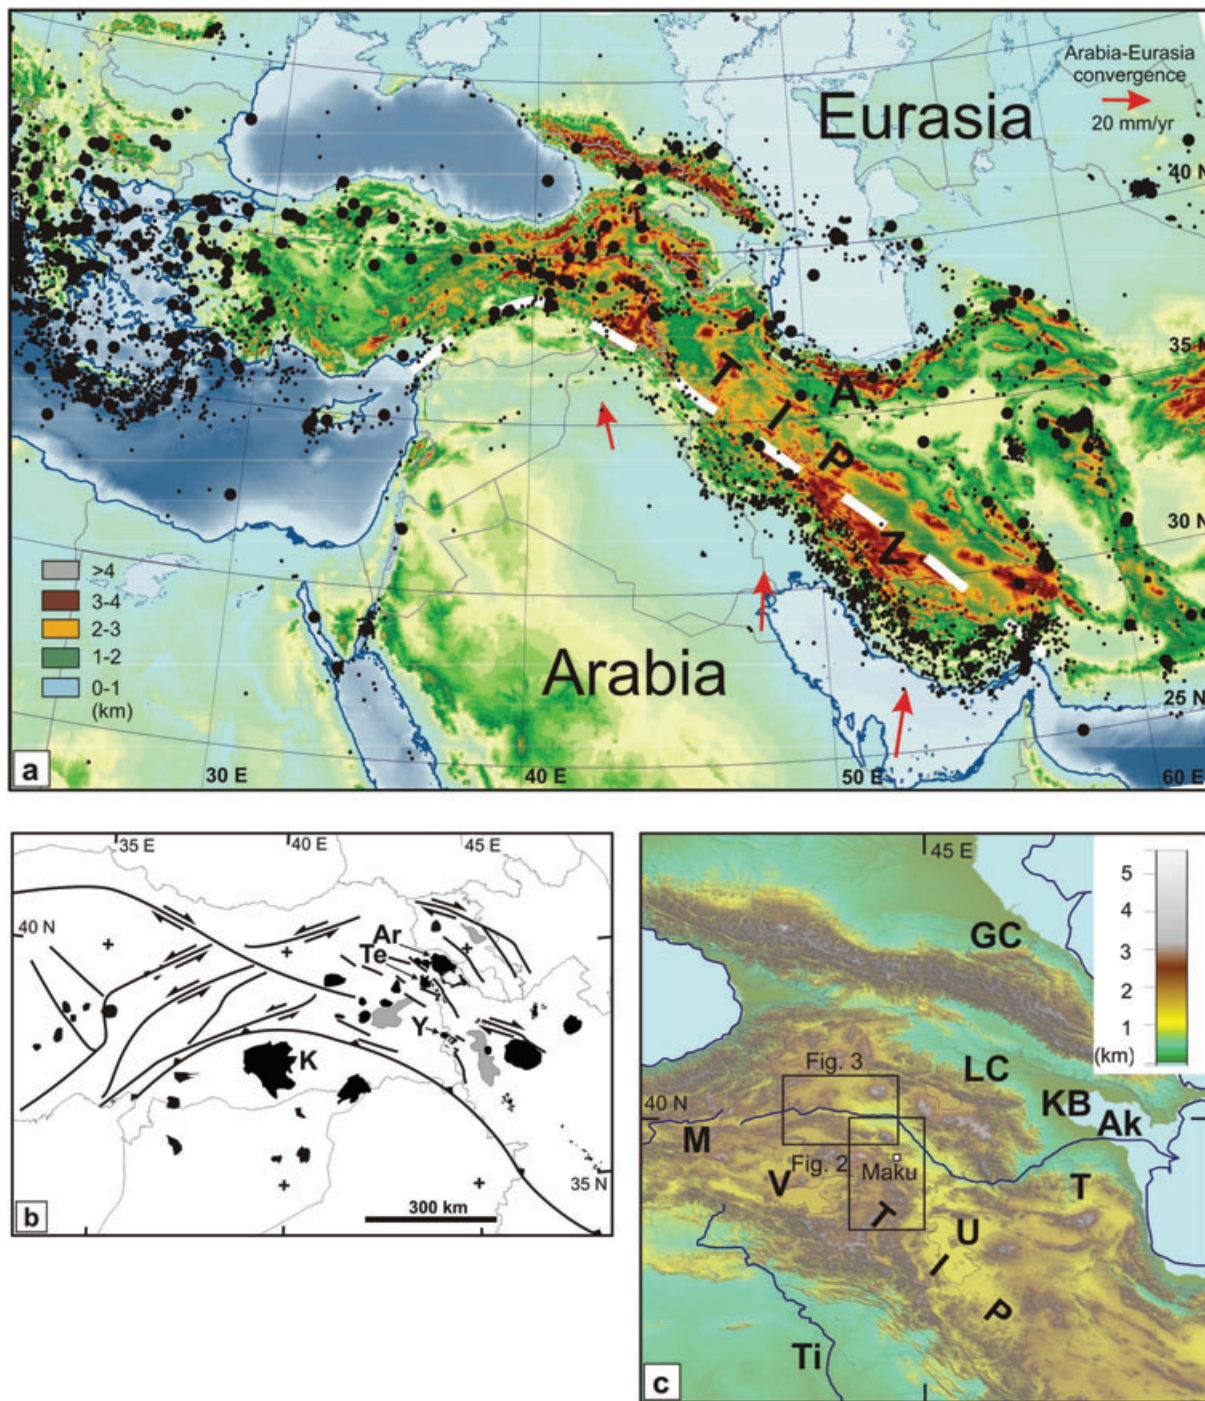 Arabia-Eurasia
convergence
20 mm/yr
Eurasia
40 N
35 N
30 N
25 N
T
I
P
A
Z
Arabia
>4
3-4
2-3
1-2
0-1
(km)
a
30 E
40 E
50 E
60 E
35 E
40 E
45 E
40 N
Ar
Te
Y
K
35 N
300 km
b
45 E
5
4
3
2
1
(km)
GC
Fig. 3
LC
40 N
KB
Ak
M
Fig. 2
Maku
V
T
T
U
I
P
Ti
c